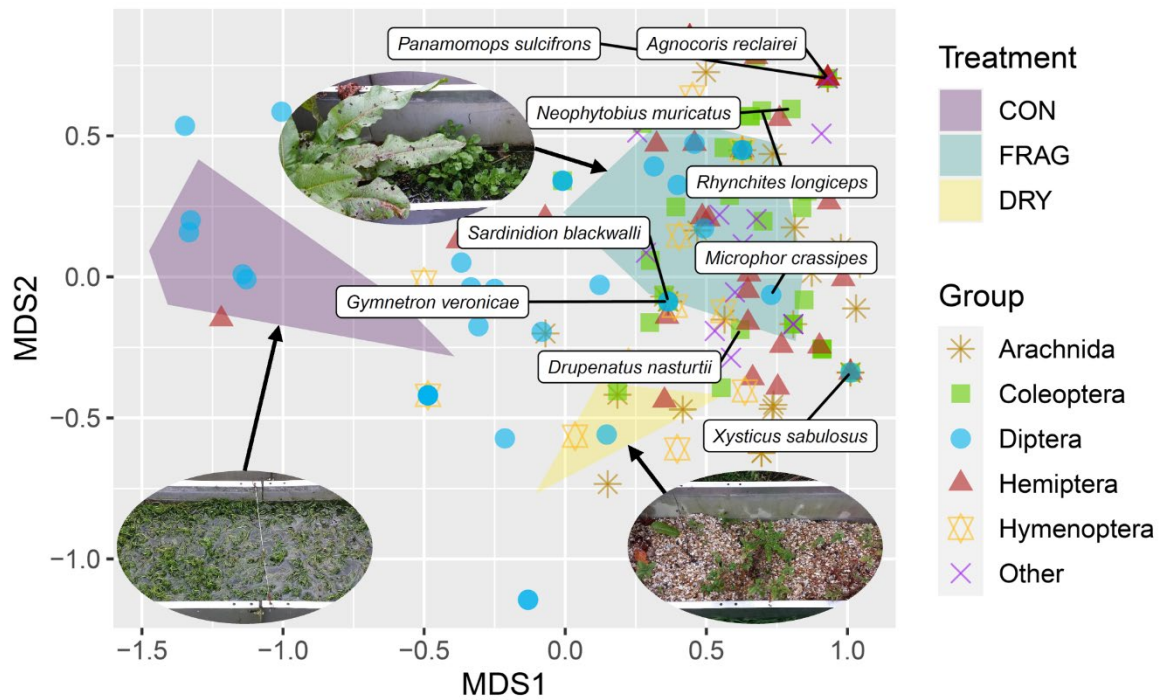 Panamomops sulcifrons
Agnocoris reclairei
Neophytobius muricatus
Rhynchites longiceps
Sardinidion blackwalli
Microphor crassipes
Gymnetron veronicae
Drupenatus nasturtii
Xysticus sabulosus
MDS2
0.5
0.0
−0.5
−1.0
−1.5
−1.0
−0.5
0.0
0.5
1.0
MDS1
Treatment
CON
FRAG
DRY
Group
Arachnida
Coleoptera
Diptera
Hemiptera
Hymenoptera
Other